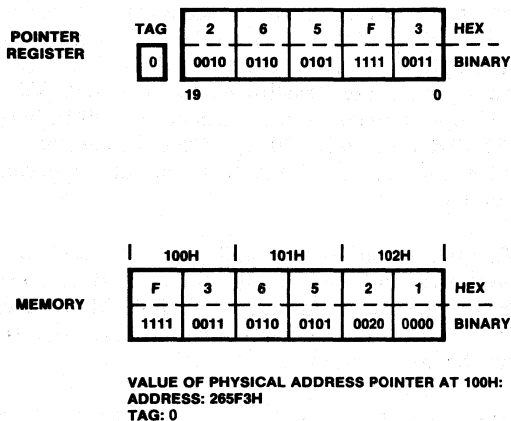 POINTER REGISTER
TAG 2 6 5 F 3 HEX
0 0010 0110 0101 1111 0011 BINARY
19 0
100H 101H 102H
MEMORY
F 3 6 5 2 1 HEX
1111 0011 0110 0101 0020 0000 BINARY
VALUE OF PHYSICAL ADDRESS POINTER AT 100H:
ADDRESS: 265F3H
TAG: 0